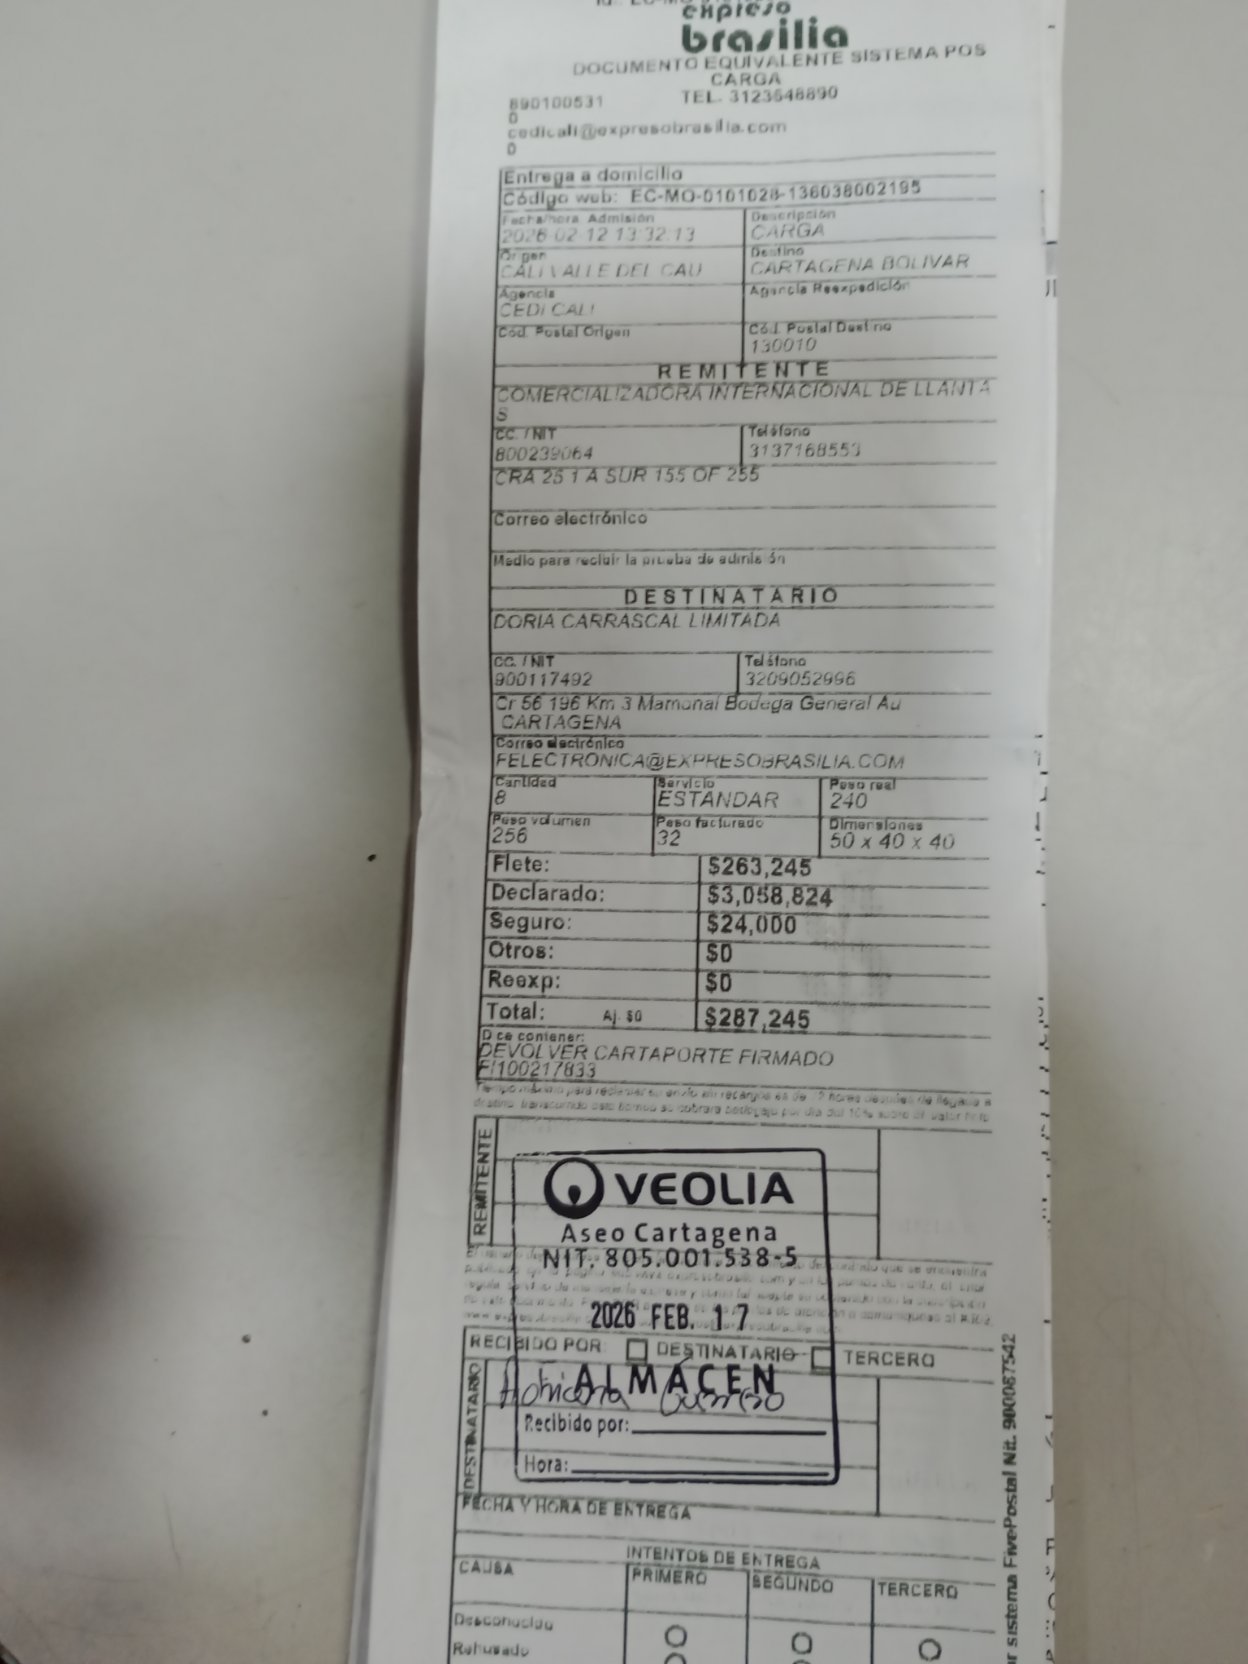 expreso
brasilia
DOCUMENTO EQUIVALENTE SISTEMA POS
CARGA
890100531 TEL. 3123648890
0
cedicali@expresobrasilia.com
0
Entrega a domicilio
Código web: EC-MO-0101028-136038002195
Fecha/hora Admisión Descripción
2026-02-12 13:32:13 CARGA
Origen Destino
CALI VALLE DEL CAU CARTAGENA BOLIVAR
Agencia Agencia Reexpedición
CEDI CALI
Cód. Postal Origen Cód. Postal Destino
130010
REMITENTE
COMERCIALIZADORA INTERNACIONAL DE LLANTA
S
CC. / NIT Teléfono
800239064 3137168553
CRA 25 1 A SUR 155 OF 255
Correo electrónico
Medio para recibir la prueba de admisión
DESTINATARIO
DORIA CARRASCAL LIMITADA
CC. / NIT Teléfono
900117492 3209052996
Cr 56 196 Km 3 Mamonal Bodega General Au
CARTAGENA
Correo electrónico
FELECTRONICA@EXPRESOBRASILIA.COM
Cantidad Servicio Peso real
8 ESTANDAR 240
Peso volumen Peso facturado Dimensiones
256 32 50 x 40 x 40
Flete: $263,245
Declarado: $3,058,824
Seguro: $24,000
Otros: $0
Reexp: $0
Total: Aj. $0 $287,245
Dice contener:
DEVOLVER CARTAPORTE FIRMADO
FI100217833
REMITENTE
VEOLIA
Aseo Cartagena
NIT. 805.001.538-5
2026 FEB. 17
RECIBIDO POR: DESTINATARIO TERCERO
ALMACEN
DESTINATARIO
Recibido por:
Hora:
FECHA Y HORA DE ENTREGA
INTENTOS DE ENTREGA
CAUSA PRIMERO SEGUNDO TERCERO
Desconocido
Rehusado
sistema FivePostal Nit. 900087542